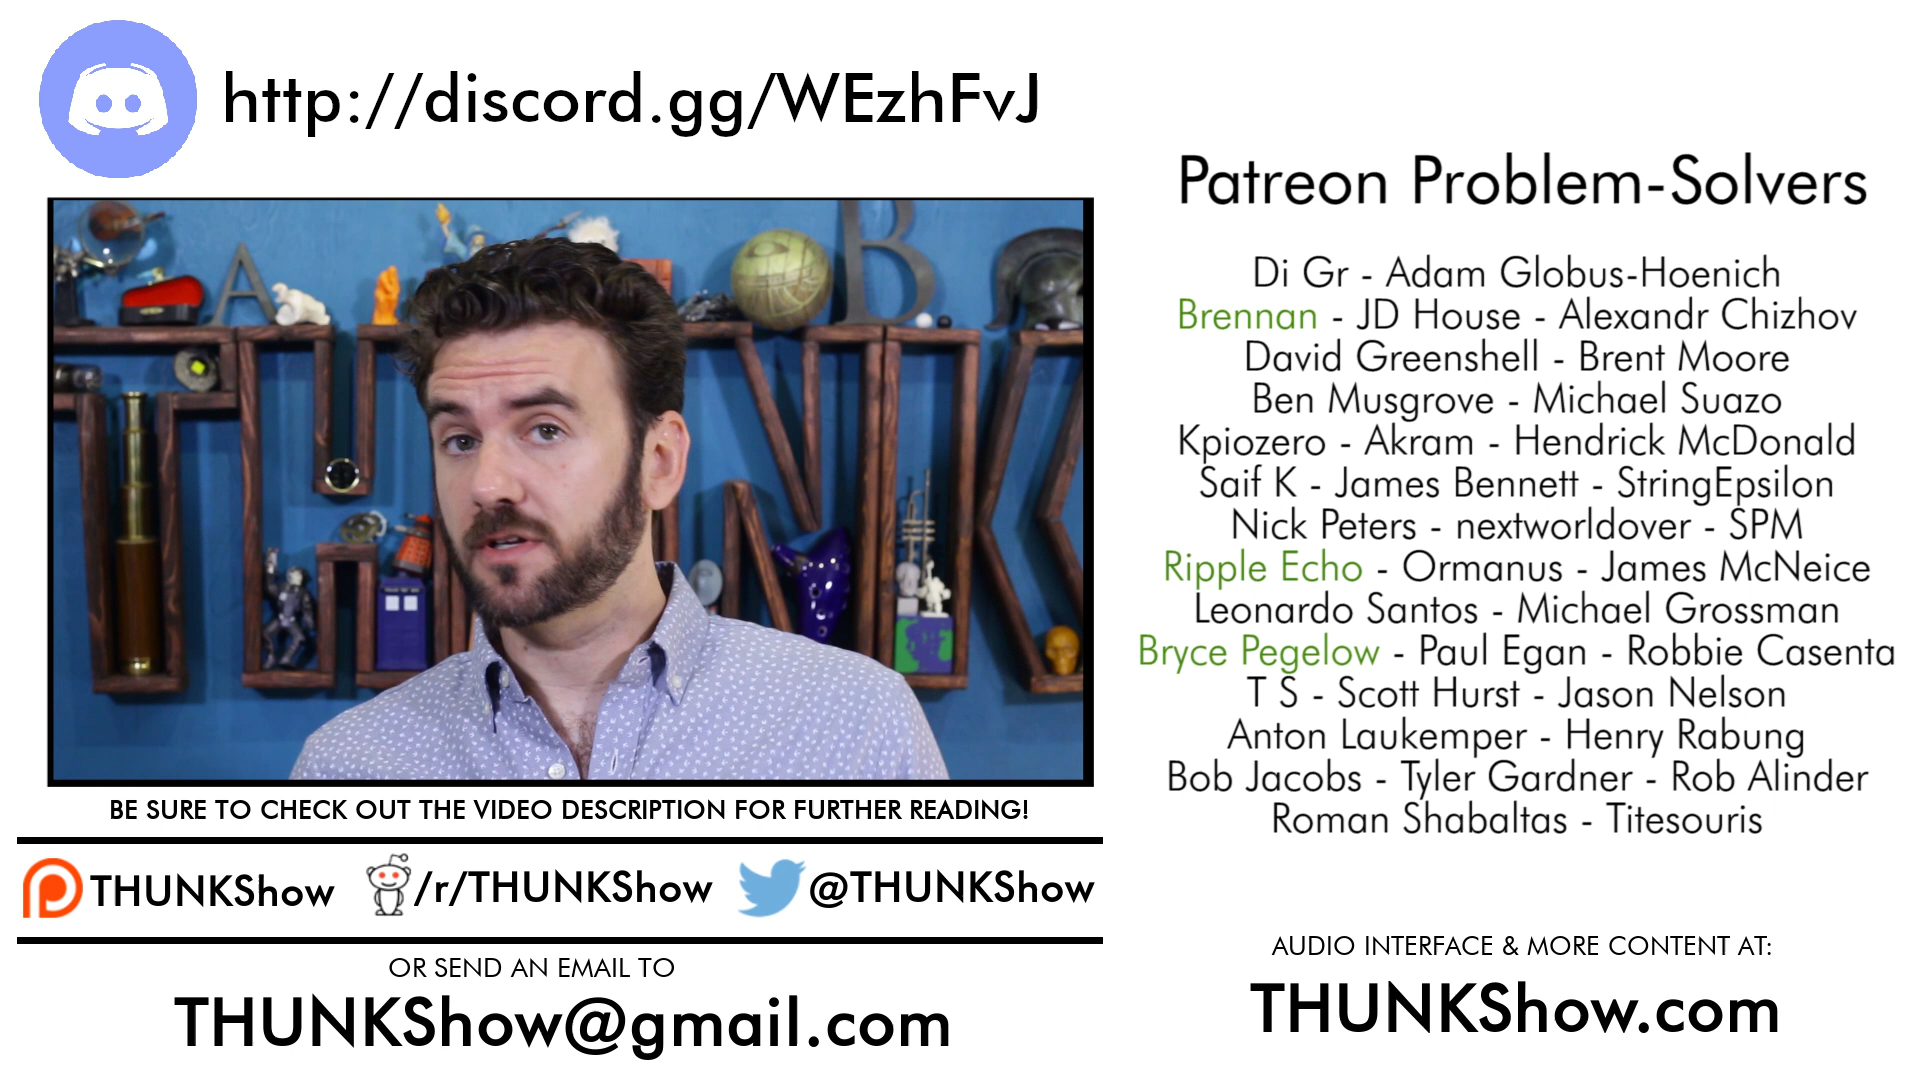 http://discord.gg/WEzhFvJ
A
B
THUNK
BE SURE TO CHECK OUT THE VIDEO DESCRIPTION FOR FURTHER READING!
THUNKShow /r/THUNKShow @THUNKShow
OR SEND AN EMAIL TO
THUNKShow@gmail.com
Patreon Problem-Solvers
Di Gr - Adam Globus-Hoenich
Brennan - JD House - Alexandr Chizhov
David Greenshell - Brent Moore
Ben Musgrove - Michael Suazo
Kpiozero - Akram - Hendrick McDonald
Saif K - James Bennett - StringEpsilon
Nick Peters - nextworldover - SPM
Ripple Echo - Ormanus - James McNeice
Leonardo Santos - Michael Grossman
Bryce Pegelow - Paul Egan - Robbie Casenta
T S - Scott Hurst - Jason Nelson
Anton Laukemper - Henry Rabung
Bob Jacobs - Tyler Gardner - Rob Alinder
Roman Shabaltas - Titesouris
AUDIO INTERFACE & MORE CONTENT AT:
THUNKShow.com